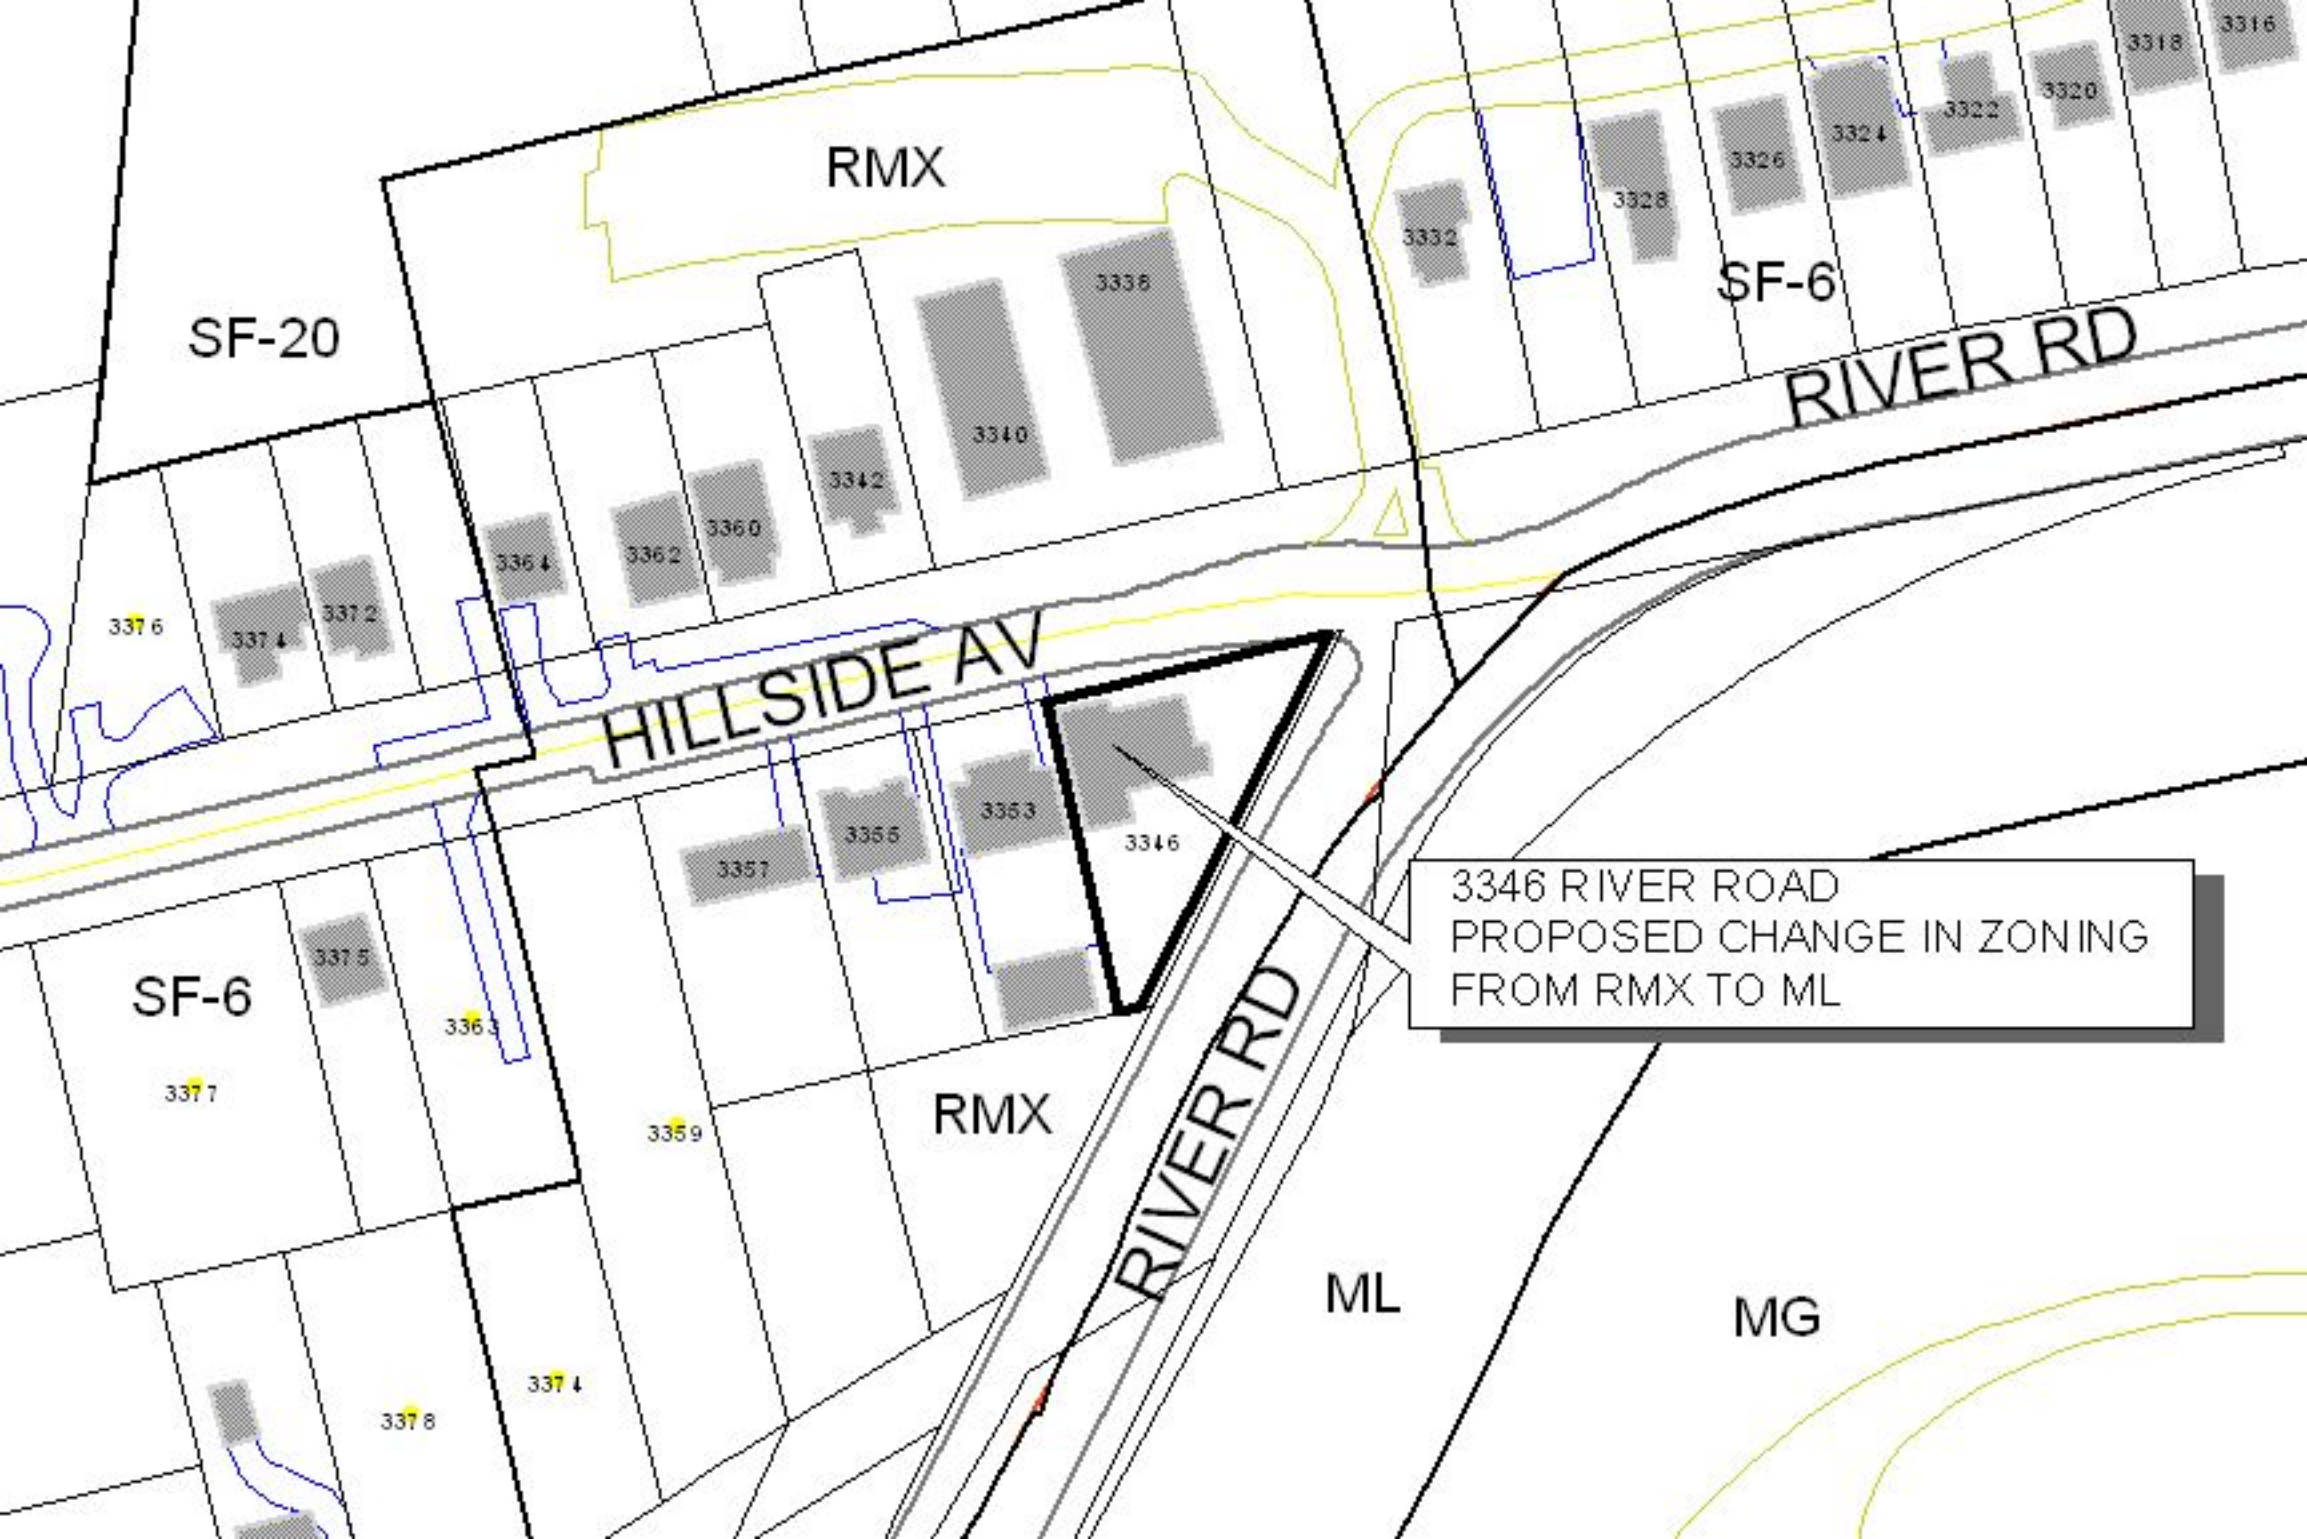 3318
3316
3320
3322
3324
3326
3328
3332
RMX
SF-6
3338
SF-20
RIVER RD
3340
3342
3360
3362
3364
3372
3374
3376
HILLSIDE AV
3353
3355
3357
3346
3346 RIVER ROAD
PROPOSED CHANGE IN ZONING
FROM RMX TO ML
3375
SF-6
3363
3377
3359
RMX
RIVER RD
ML
MG
3374
3378